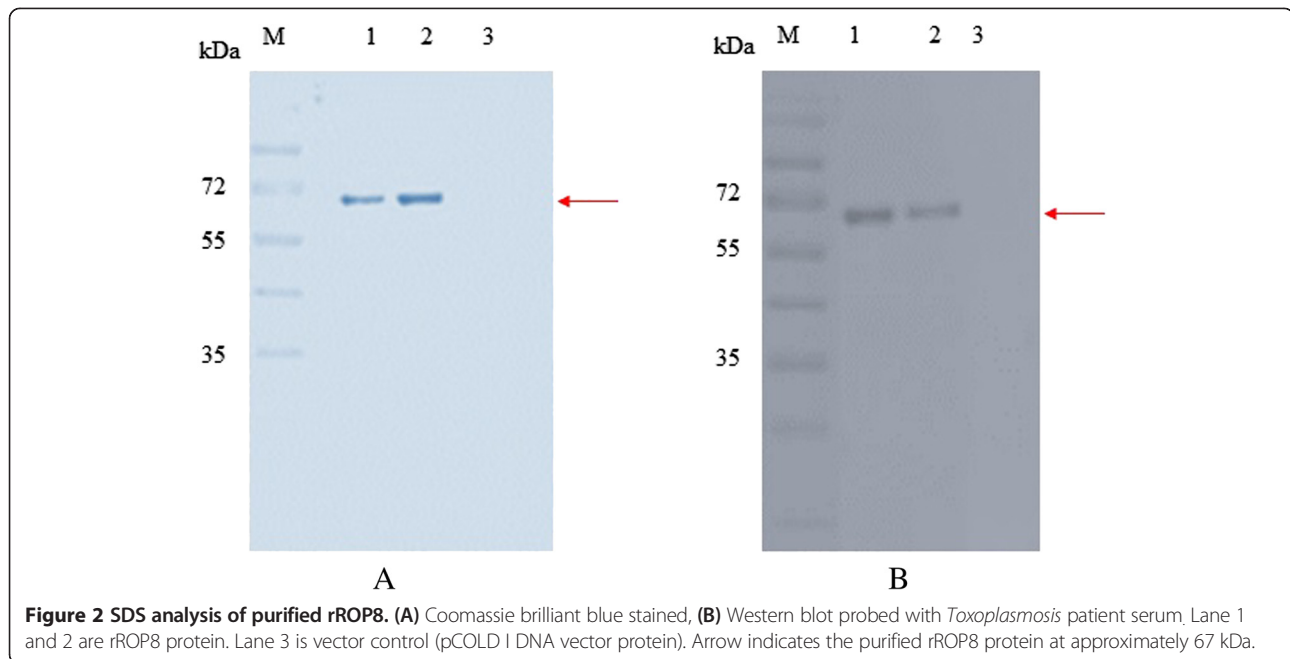 kDa M 1 2 3
72
55
35
A
kDa M 1 2 3
72
55
35
B
Figure 2 SDS analysis of purified rROP8. (A) Coomassie brilliant blue stained, (B) Western blot probed with Toxoplasmosis patient serum. Lane 1
and 2 are rROP8 protein. Lane 3 is vector control (pCOLD I DNA vector protein). Arrow indicates the purified rROP8 protein at approximately 67 kDa.